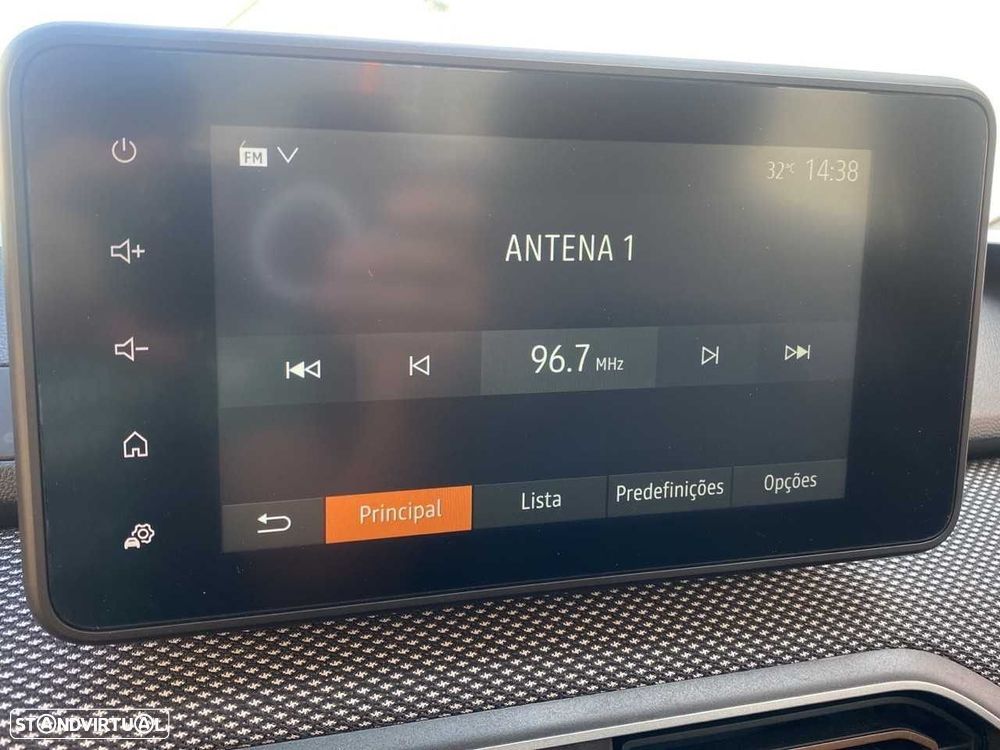 FM
32°C 14:38
ANTENA 1
96.7 MHz
Principal
Lista
Predefinições
Opções
STANDVIRTUAL